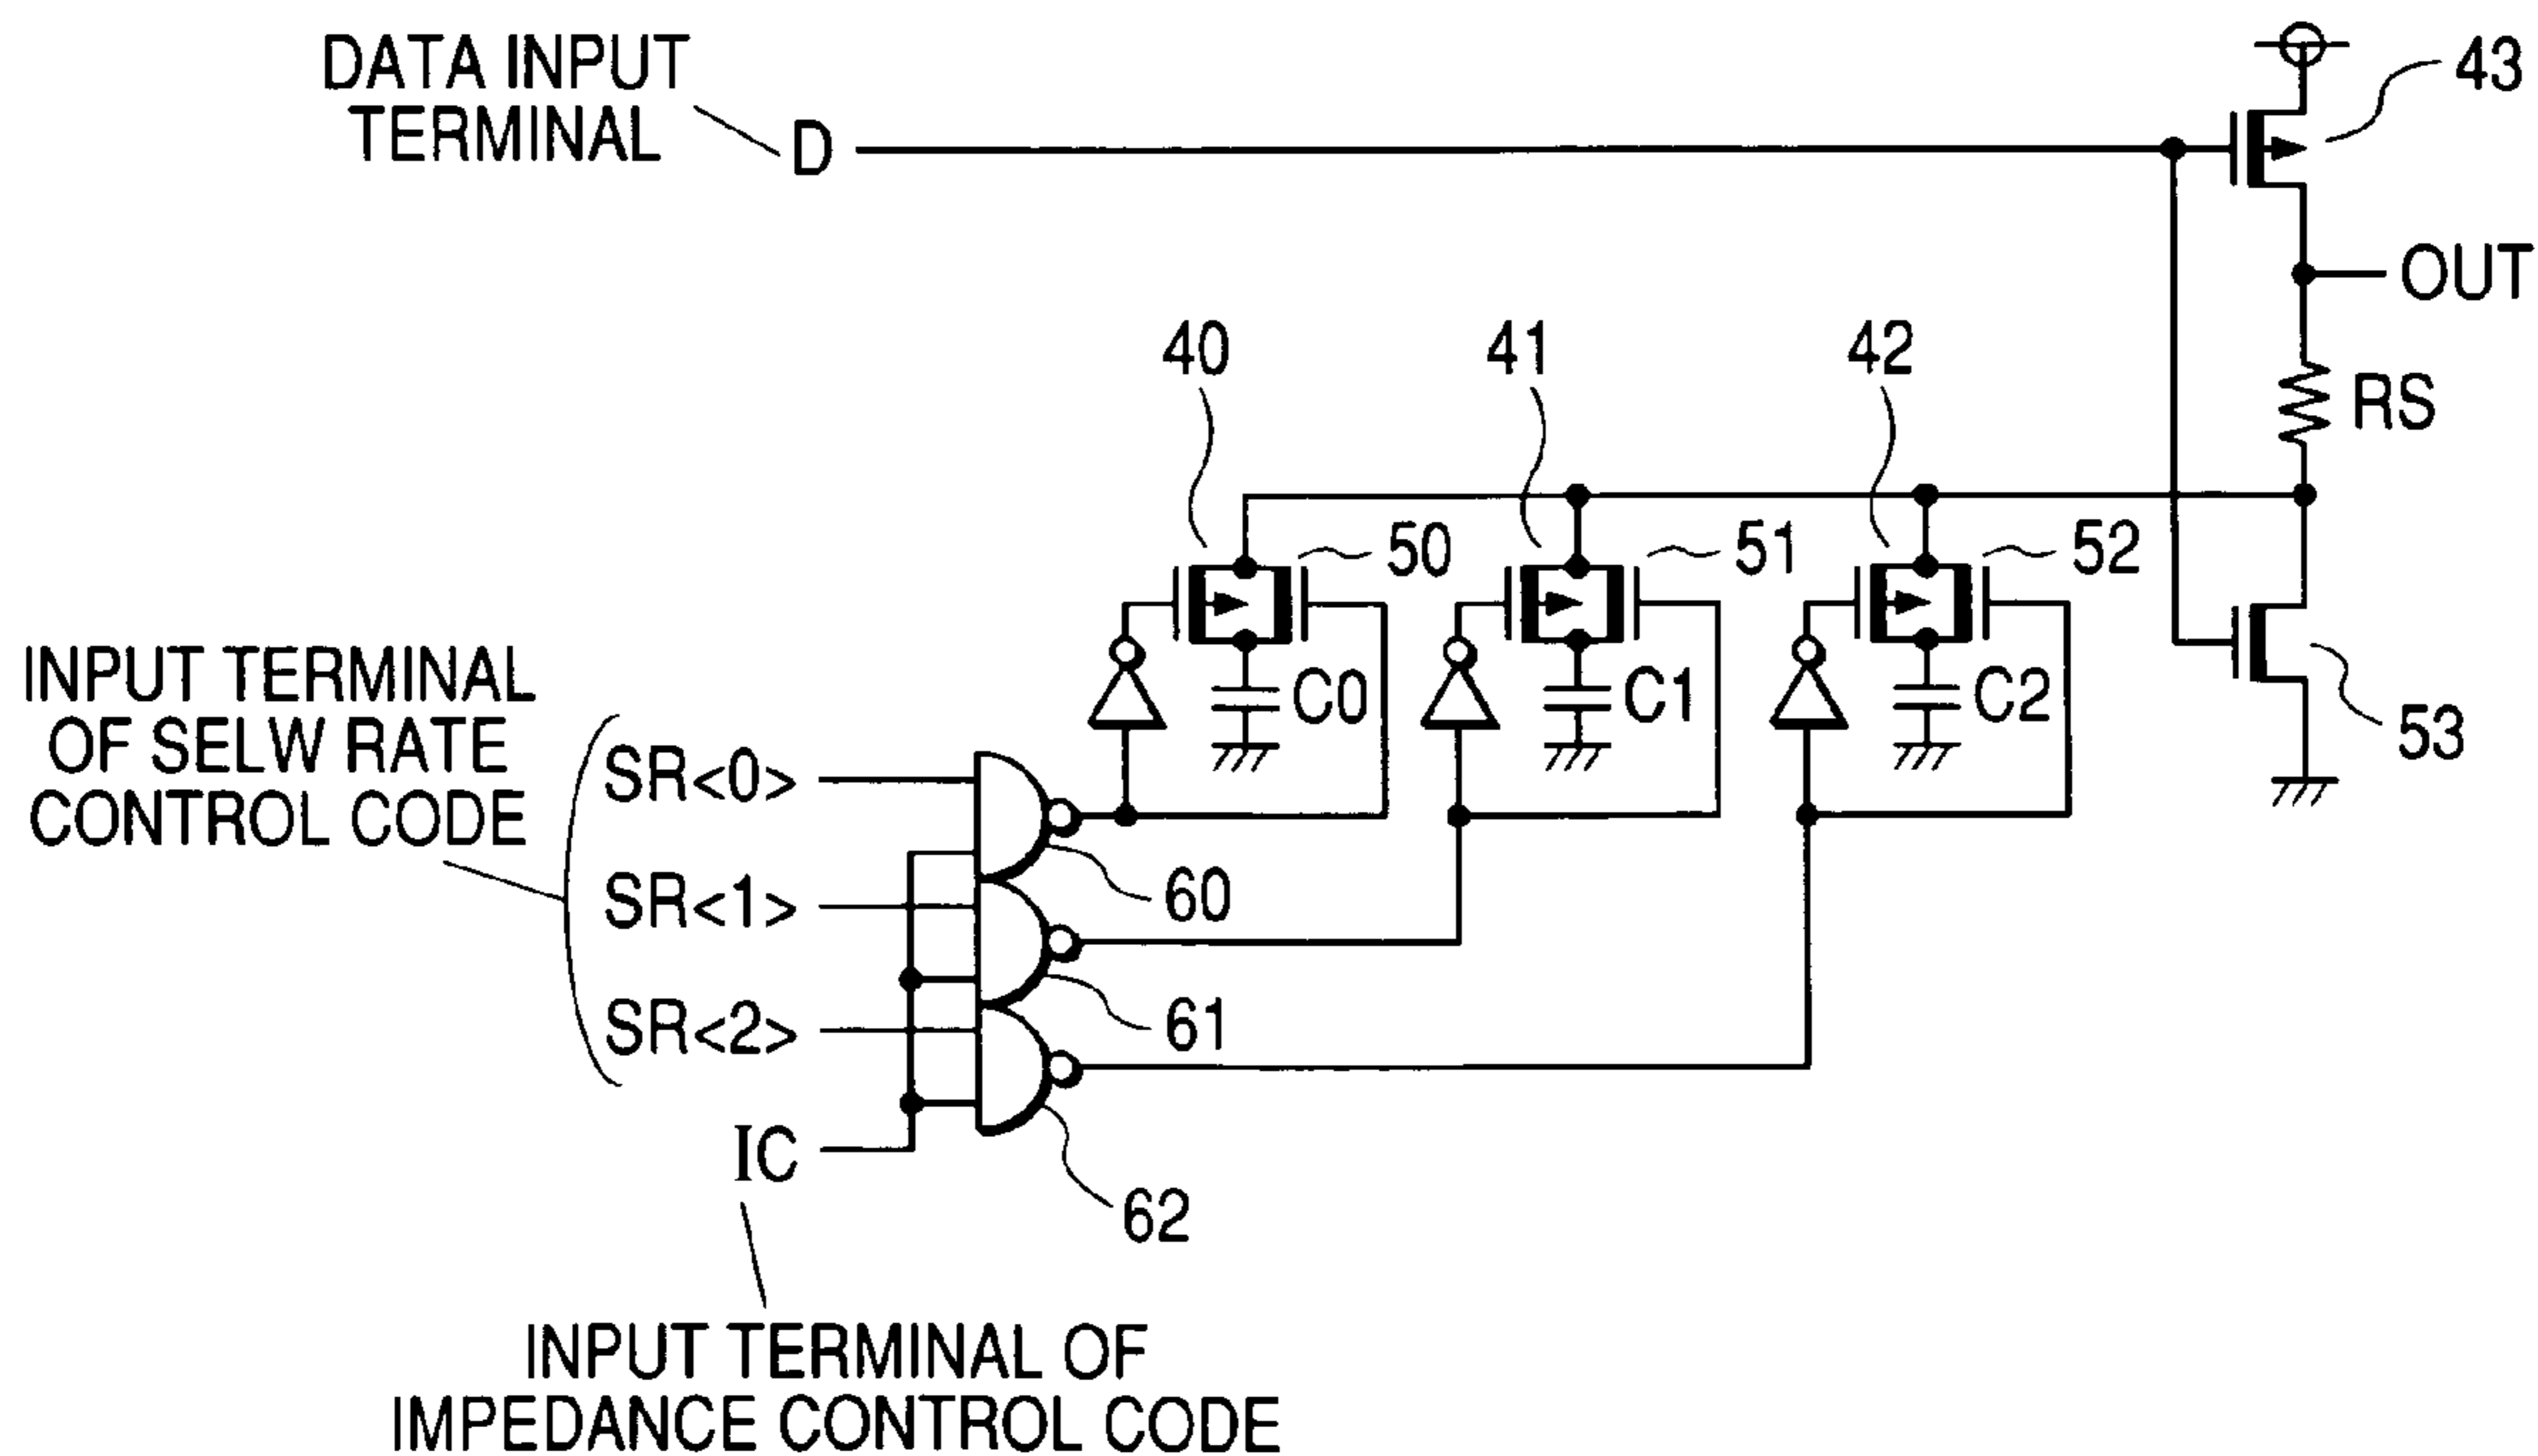 DATA INPUT
TERMINAL
D
43
OUT
40
41
42
RS
50
51
52
INPUT TERMINAL
OF SELW RATE
CONTROL CODE
C0
C1
C2
53
SR<0>
60
SR<1>
61
SR<2>
IC
62
INPUT TERMINAL OF
IMPEDANCE CONTROL CODE